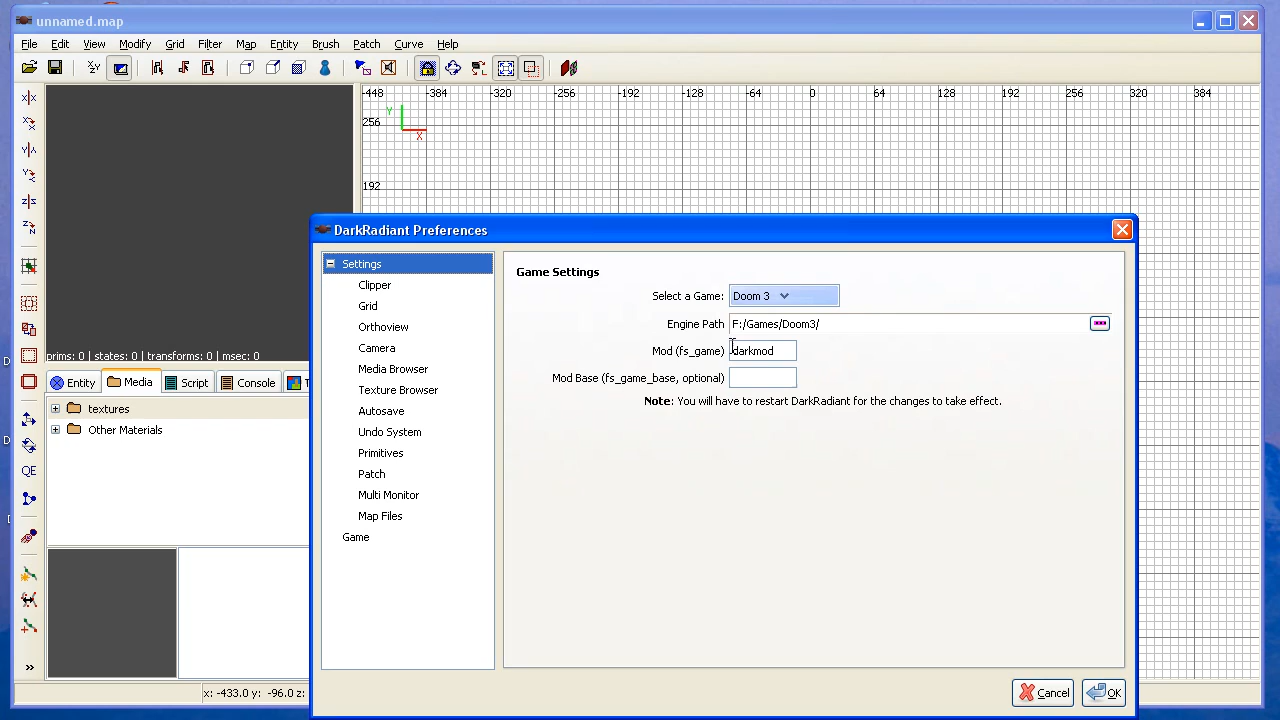 unnamed.map
File Edit View Modify Grid Filter Map Entity Brush Patch Curve Help
-448 -384 -320 -256 -192 -128 -64 0 64 128 192 256 320 384
Y
256
X
192
DarkRadiant Preferences
Settings
Clipper
Grid
Orthoview
Camera
Media Browser
Texture Browser
Autosave
Undo System
Primitives
Patch
Multi Monitor
Map Files
Game
Game Settings
Select a Game: Doom 3
Engine Path F:/Games/Doom3/
Mod (fs_game) darkmod
Mod Base (fs_game_base, optional)
Note: You will have to restart DarkRadiant for the changes to take effect.
Cancel OK
prims: 0 | states: 0 | transforms: 0 | msec: 0
Entity Media Script Console
textures
Other Materials
QE
x: -433.0 y: -96.0 z: